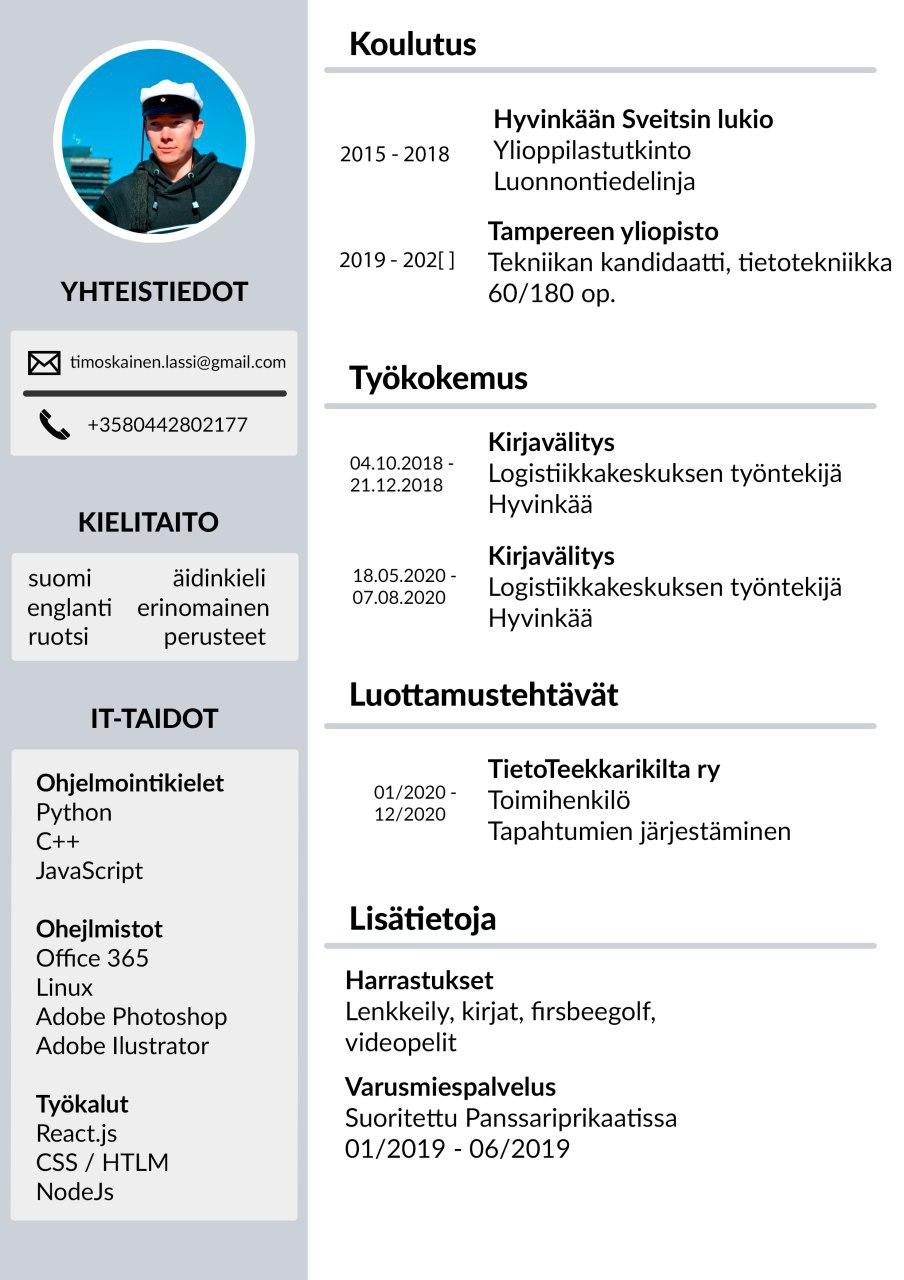 YHTEISTIEDOT
timoskainen.lassi@gmail.com
+3580442802177
KIELITAITO
suomi äidinkieli
englanti erinomainen
ruotsi perusteet
IT-TAIDOT
Ohjelmointikielet
Python
C++
JavaScript
Ohejlmistot
Office 365
Linux
Adobe Photoshop
Adobe Ilustrator
Työkalut
React.js
CSS / HTLM
NodeJs
Koulutus
2015 - 2018
Hyvinkään Sveitsin lukio
Ylioppilastutkinto
Luonnontiedelinja
2019 - 202[ ]
Tampereen yliopisto
Tekniikan kandidaatti, tietotekniikka
60/180 op.
Työkokemus
04.10.2018 -
21.12.2018
Kirjavälitys
Logistiikkakeskuksen työntekijä
Hyvinkää
18.05.2020 -
07.08.2020
Kirjavälitys
Logistiikkakeskuksen työntekijä
Hyvinkää
Luottamustehtävät
01/2020 -
12/2020
TietoTeekkarikilta ry
Toimihenkilö
Tapahtumien järjestäminen
Lisätietoja
Harrastukset
Lenkkeily, kirjat, firsbeegolf,
videopelit
Varusmiespalvelus
Suoritettu Panssariprikaatissa
01/2019 - 06/2019